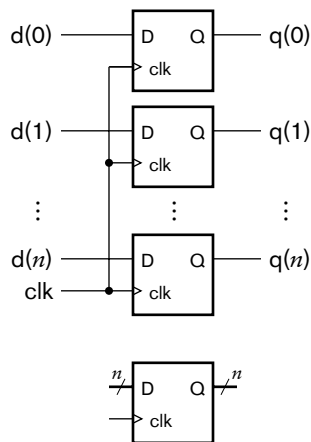 d(0) D Q q(0)
clk
d(1) D Q q(1)
clk
⋮ ⋮ ⋮
d(n) D Q q(n)
clk clk
n D Q n
clk